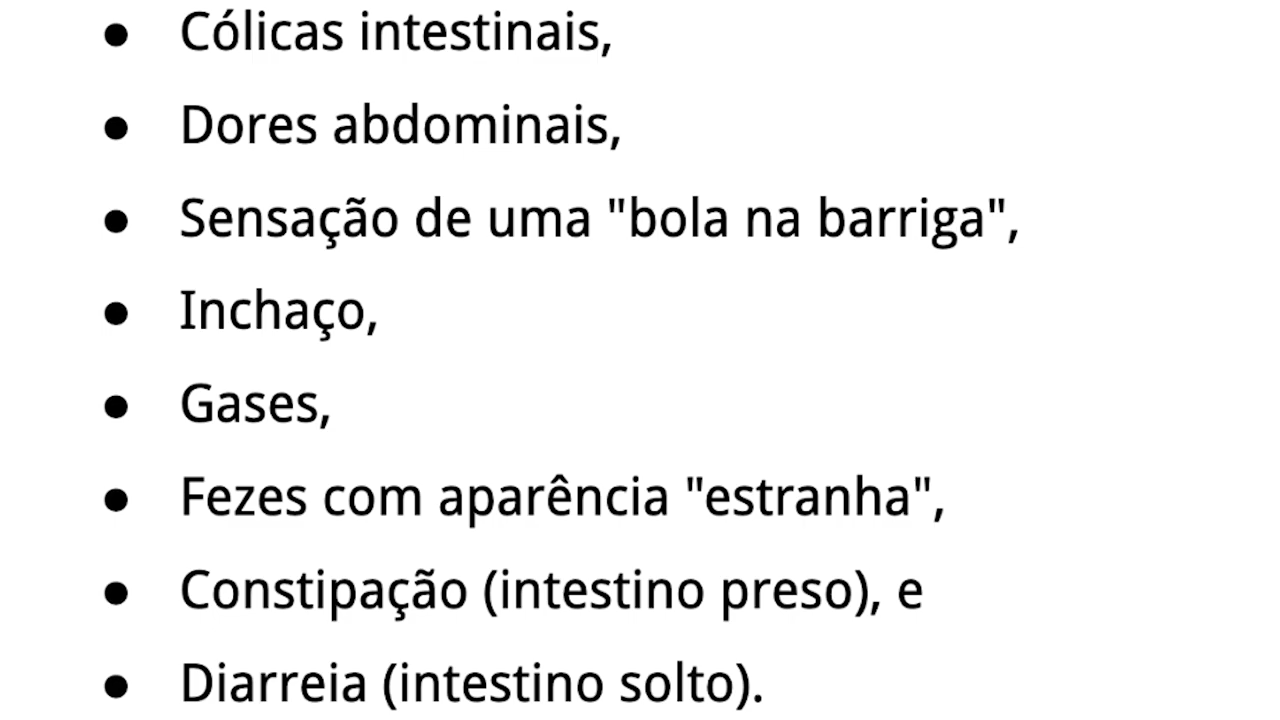 ● Cólicas intestinais,
● Dores abdominais,
● Sensação de uma "bola na barriga",
● Inchaço,
● Gases,
● Fezes com aparência "estranha",
● Constipação (intestino preso), e
● Diarreia (intestino solto).